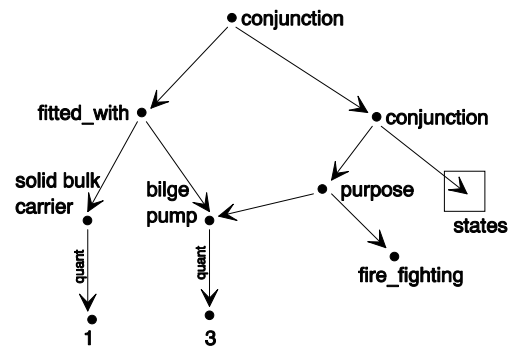 conjunction
fitted_with
conjunction
solid bulk
carrier
bilge
pump
purpose
states
quant
quant
fire_fighting
1
3